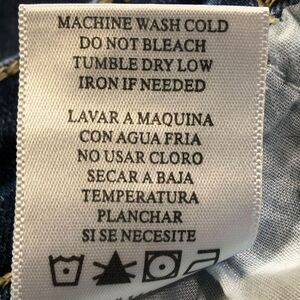 MACHINE WASH COLD
DO NOT BLEACH
TUMBLE DRY LOW
IRON IF NEEDED
LAVAR A MAQUINA
CON AGUA FRIA
NO USAR CLORO
SECAR A BAJA
TEMPERATURA
PLANCHAR
SI SE NECESITE